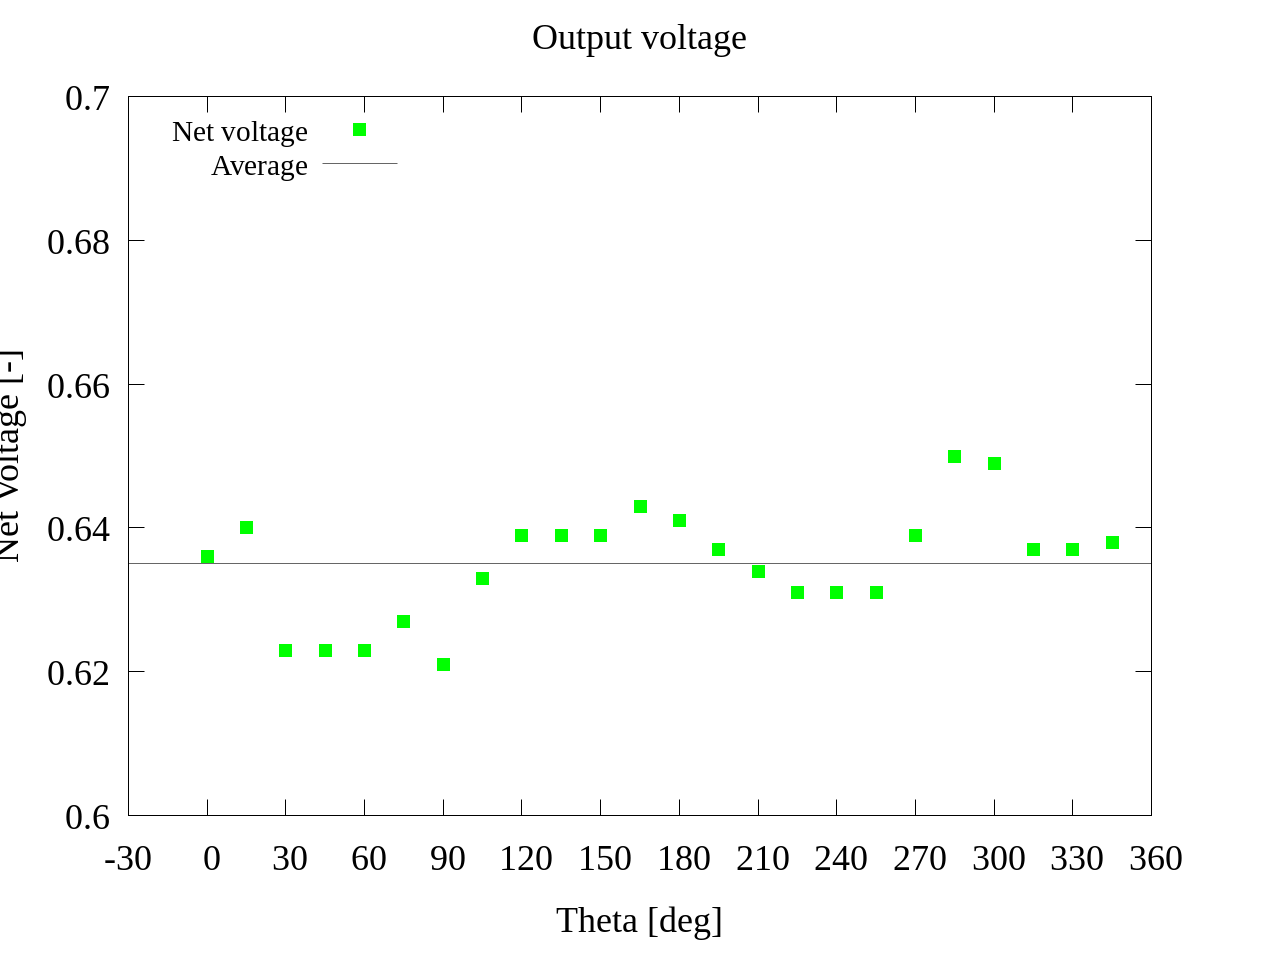 Output voltage
0.7
0.68
0.66
0.64
0.62
0.6
Net Voltage [-]
Net voltage
Average
-30 0 30 60 90 120 150 180 210 240 270 300 330 360
Theta [deg]